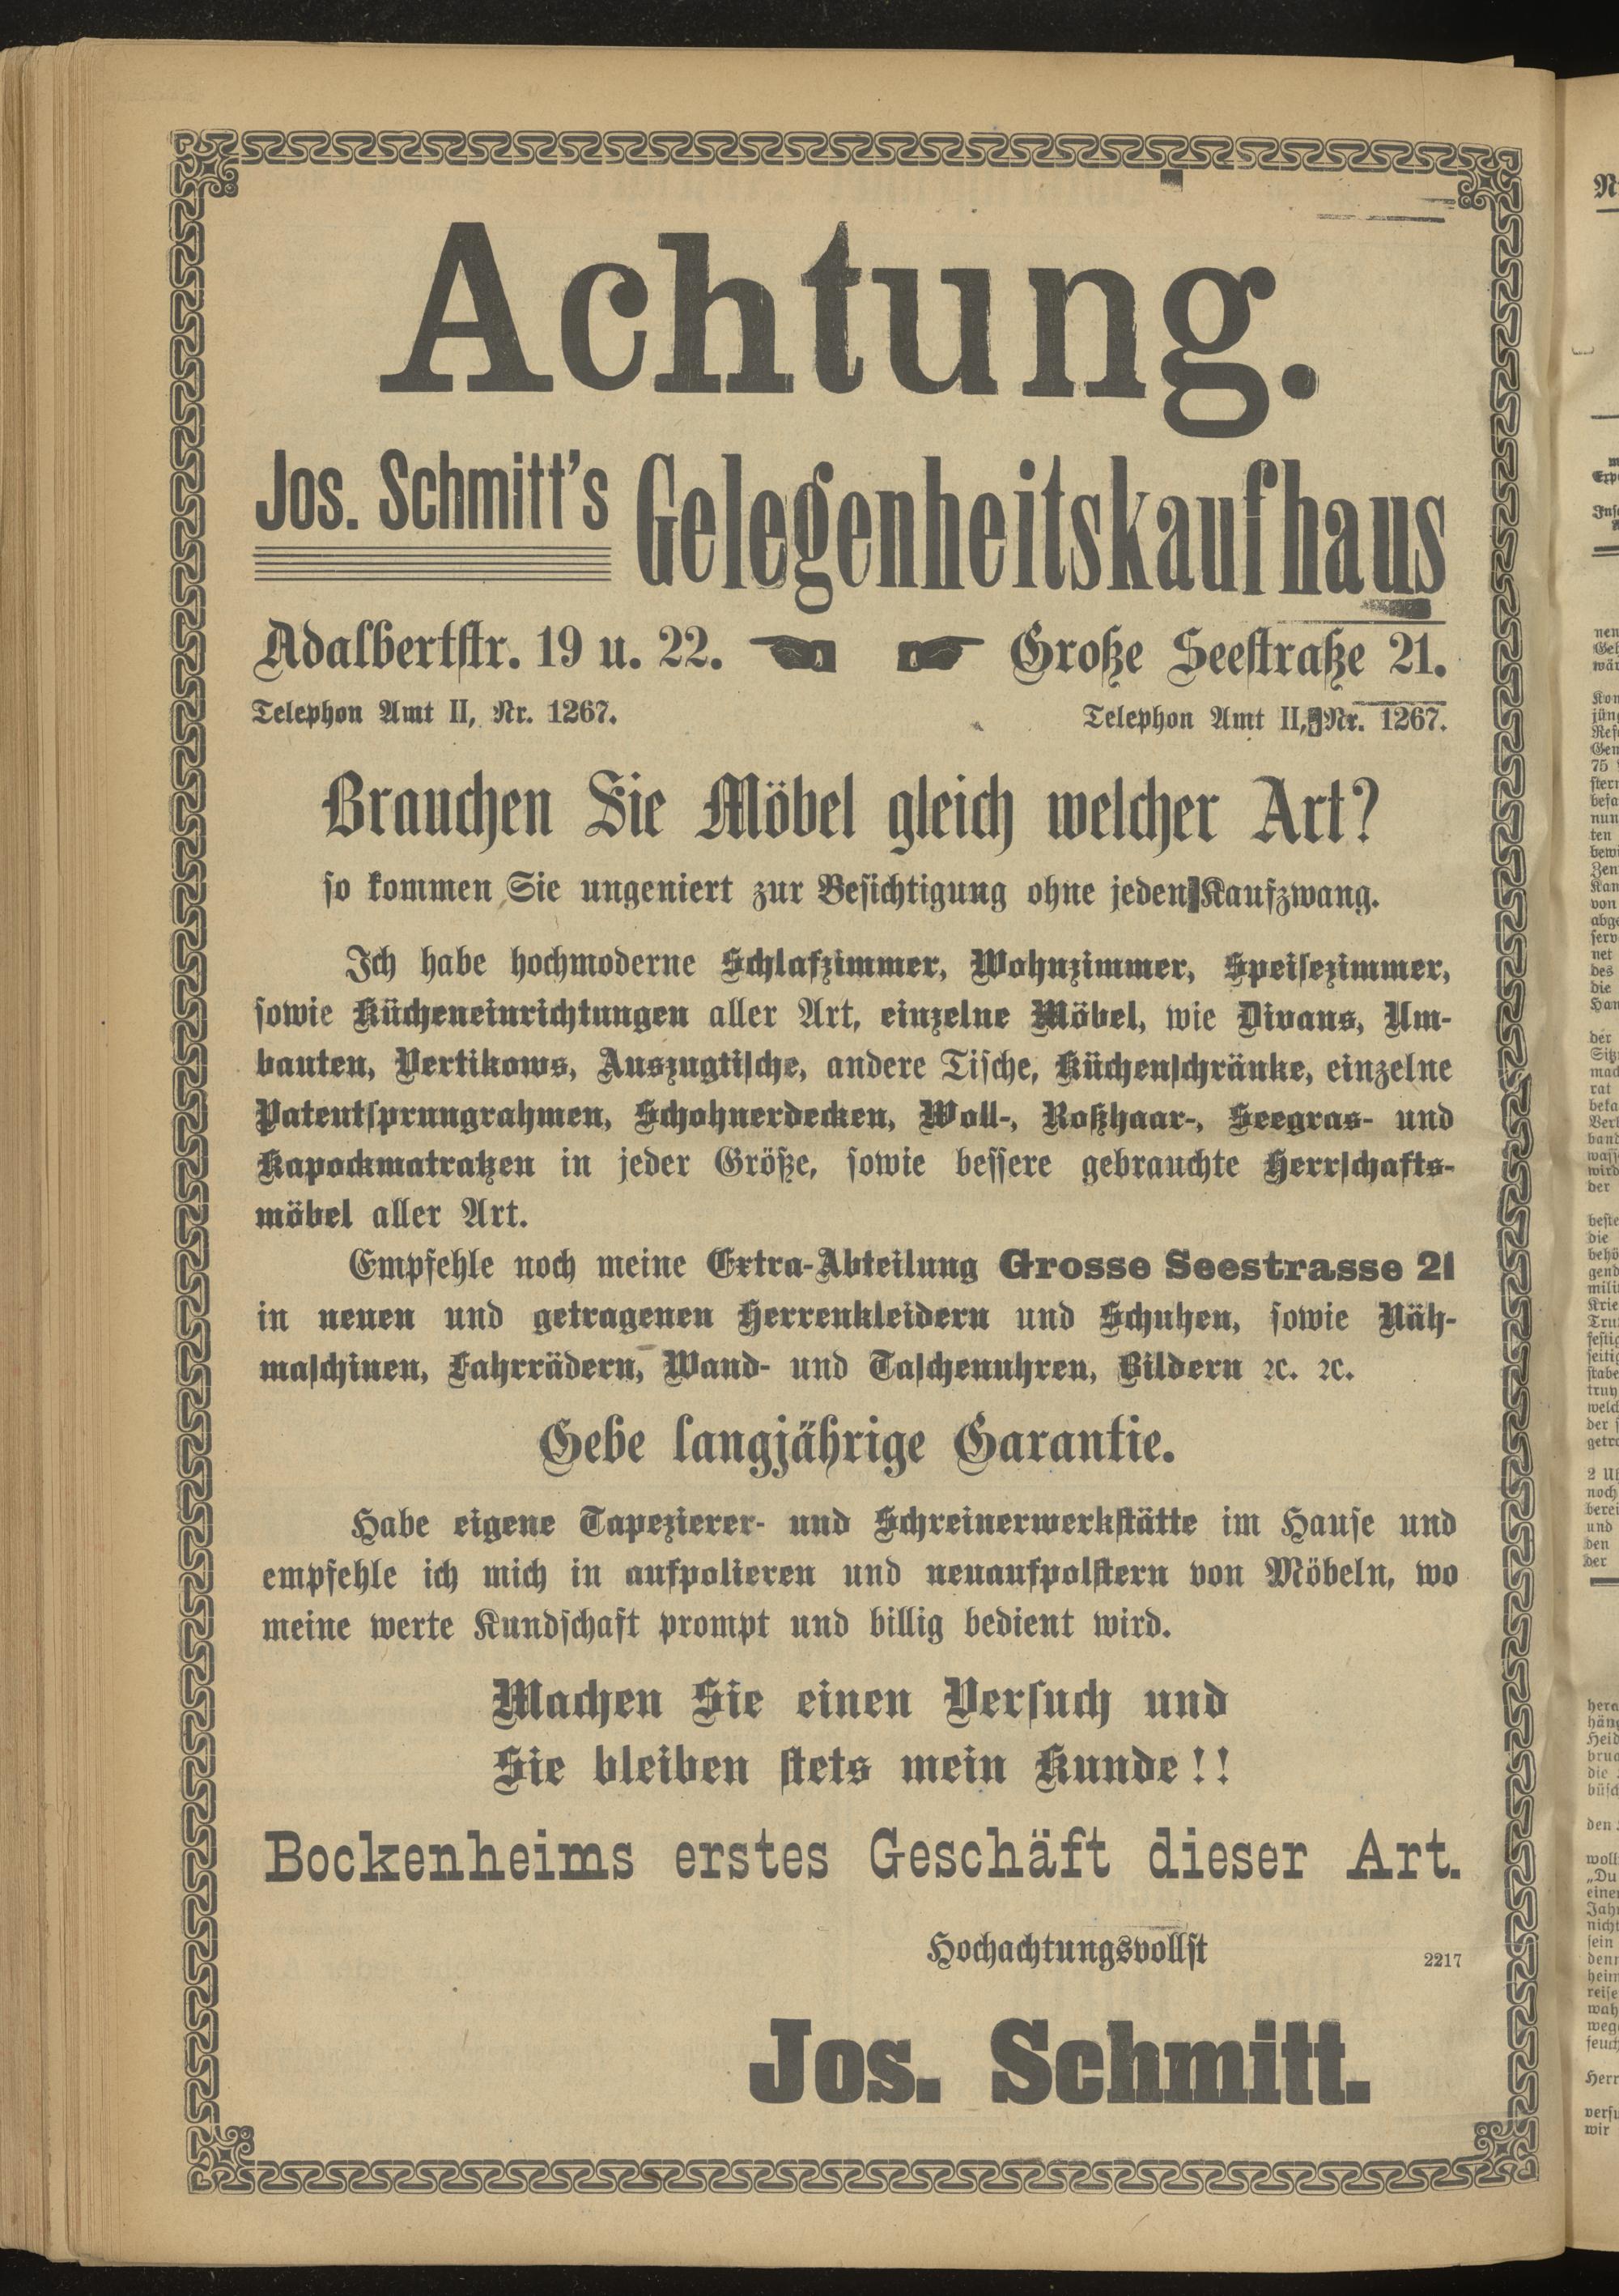 Achtung.
Jos. Schmitt's Gelegenheitskaufhaus
Adalbertstr. 19 u. 22. Große Seestraße 21.
Telephon Amt II, Nr. 1267. Telephon Amt II, Nr. 1267.
Brauchen Sie Möbel gleich welcher Art?
so kommen Sie ungeniert zur Besichtigung ohne jeden Kaufzwang.
Ich habe hochmoderne Schlafzimmer, Wohnzimmer, Speisezimmer,
sowie Kücheneinrichtungen aller Art, einzelne Möbel, wie Divans, Um-
bauten, Vertikows, Auszugtische, andere Tische, Küchenschränke, einzelne
Patentsprungrahmen, Schohnerdecken, Woll-, Roßhaar-, Seegras- und
Kapockmatratzen in jeder Größe, sowie bessere gebrauchte Herrschafts-
möbel aller Art.
Empfehle noch meine Extra-Abteilung Grosse Seestrasse 21
in neuen und getragenen Herrenkleidern und Schuhen, sowie Näh-
maschinen, Fahrrädern, Wand- und Taschenuhren, Bildern ꝛc. ꝛc.
Gebe langjährige Garantie.
Habe eigene Tapezierer- und Schreinerwerkstätte im Hause und
empfehle ich mich in aufpolieren und neuaufpolstern von Möbeln, wo
meine werte Kundschaft prompt und billig bedient wird.
Machen Sie einen Versuch und
Sie bleiben stets mein Kunde!!
Bockenheims erstes Geschäft dieser Art.
Hochachtungsvollst 2217
Jos. Schmitt.